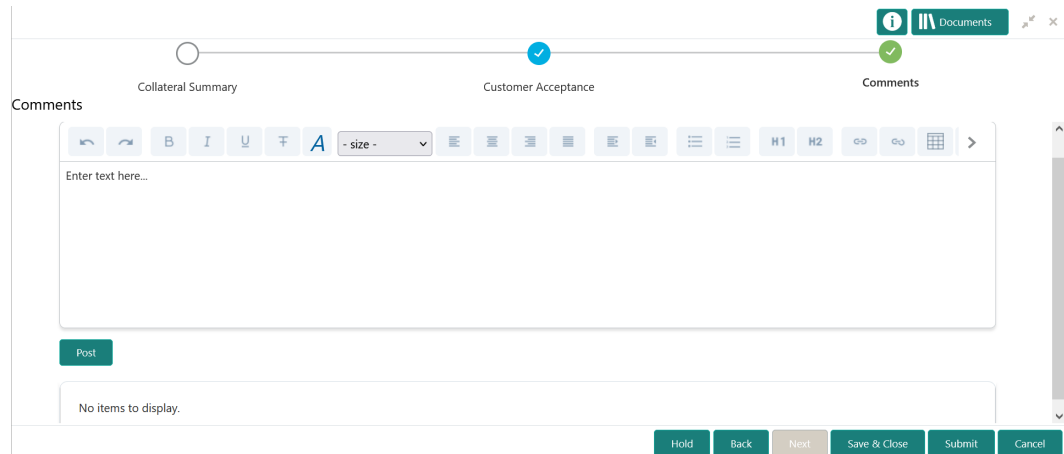 Documents
Collateral Summary
Customer Acceptance
Comments
Comments
B I U T A - size - H1 H2
Enter text here...
Post
No items to display.
Hold Back Next Save & Close Submit Cancel